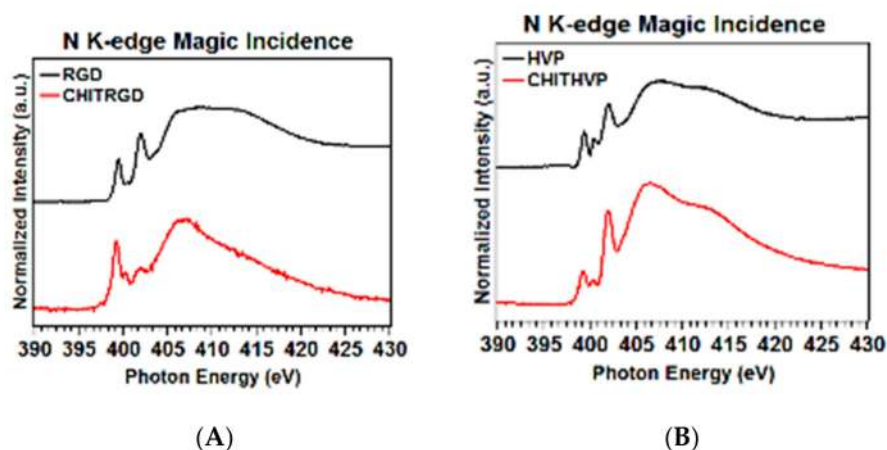 N K-edge Magic Incidence
RGD
CHITRGD
Normalized Intensity (a.u.)
390 395 400 405 410 415 420 425 430
Photon Energy (eV)
(A)
N K-edge Magic Incidence
HVP
CHITHVP
Normalized Intensity (a.u.)
390 395 400 405 410 415 420 425 430
Photon Energy (eV)
(B)